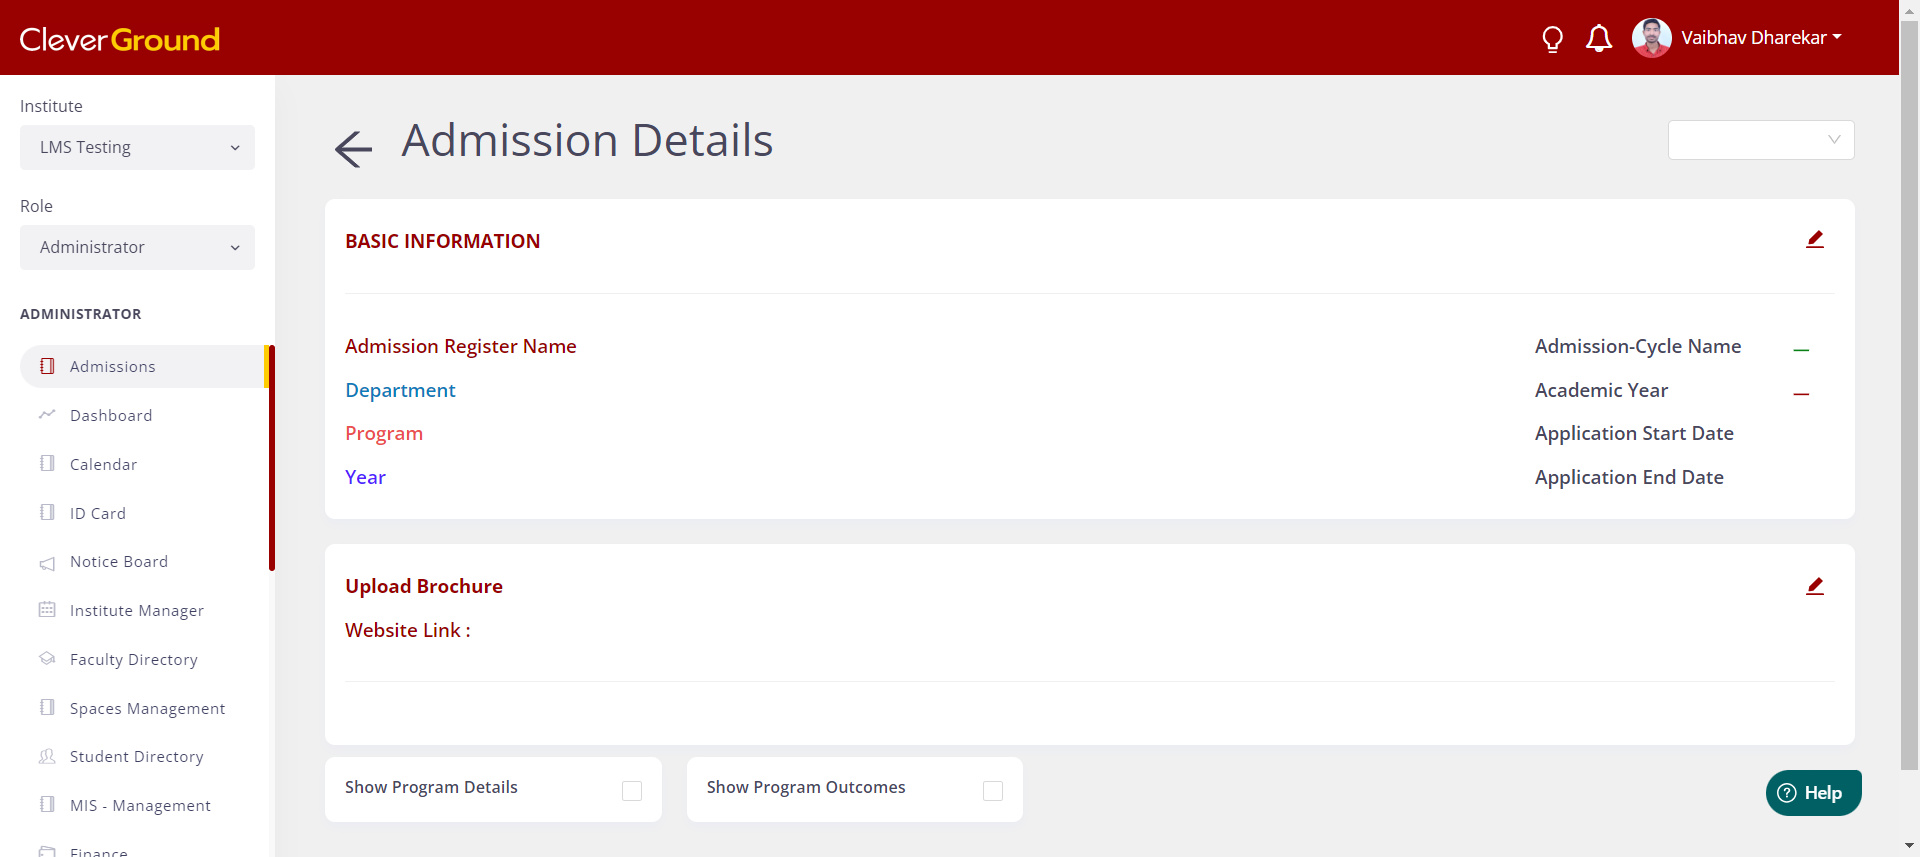 CleverGround
Vaibhav Dharekar
Institute
LMS Testing
Role
Administrator
ADMINISTRATOR
Admissions
Dashboard
Calendar
ID Card
Notice Board
Institute Manager
Faculty Directory
Spaces Management
Student Directory
MIS - Management
Finance
Admission Details
BASIC INFORMATION
Admission Register Name
Department
Program
Year
Admission-Cycle Name —
Academic Year —
Application Start Date
Application End Date
Upload Brochure
Website Link :
Show Program Details
Show Program Outcomes
Help